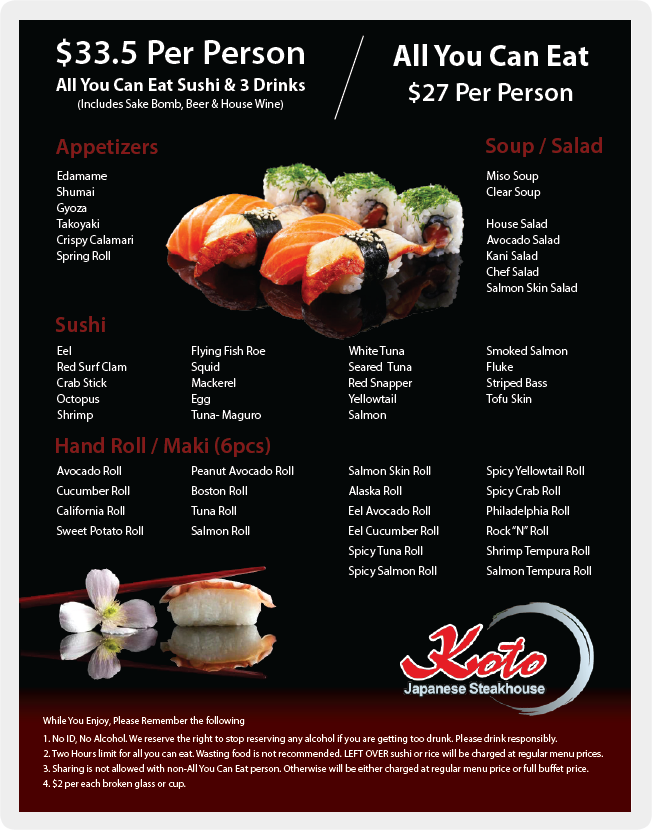 $33.5 Per Person
All You Can Eat Sushi & 3 Drinks
(Includes Sake Bomb, Beer & House Wine)
All You Can Eat
$27 Per Person
Appetizers
Edamame
Shumai
Gyoza
Takoyaki
Crispy Calamari
Spring Roll
Soup / Salad
Miso Soup
Clear Soup
House Salad
Avocado Salad
Kani Salad
Chef Salad
Salmon Skin Salad
Sushi
Eel
Red Surf Clam
Crab Stick
Octopus
Shrimp
Flying Fish Roe
Squid
Mackerel
Egg
Tuna- Maguro
White Tuna
Seared Tuna
Red Snapper
Yellowtail
Salmon
Smoked Salmon
Fluke
Striped Bass
Tofu Skin
Hand Roll / Maki (6pcs)
Avocado Roll
Cucumber Roll
California Roll
Sweet Potato Roll
Peanut Avocado Roll
Boston Roll
Tuna Roll
Salmon Roll
Salmon Skin Roll
Alaska Roll
Eel Avocado Roll
Eel Cucumber Roll
Spicy Tuna Roll
Spicy Salmon Roll
Spicy Yellowtail Roll
Spicy Crab Roll
Philadelphia Roll
Rock "N" Roll
Shrimp Tempura Roll
Salmon Tempura Roll
Koto
Japanese Steakhouse
While You Enjoy, Please Remember the following
1. No ID, No Alcohol. We reserve the right to stop reserving any alcohol if you are getting too drunk. Please drink responsibly.
2. Two Hours limit for all you can eat. Wasting food is not recommended. LEFT OVER sushi or rice will be charged at regular menu prices.
3. Sharing is not allowed with non-All You Can Eat person. Otherwise will be either charged at regular menu price or full buffet price.
4. $2 per each broken glass or cup.